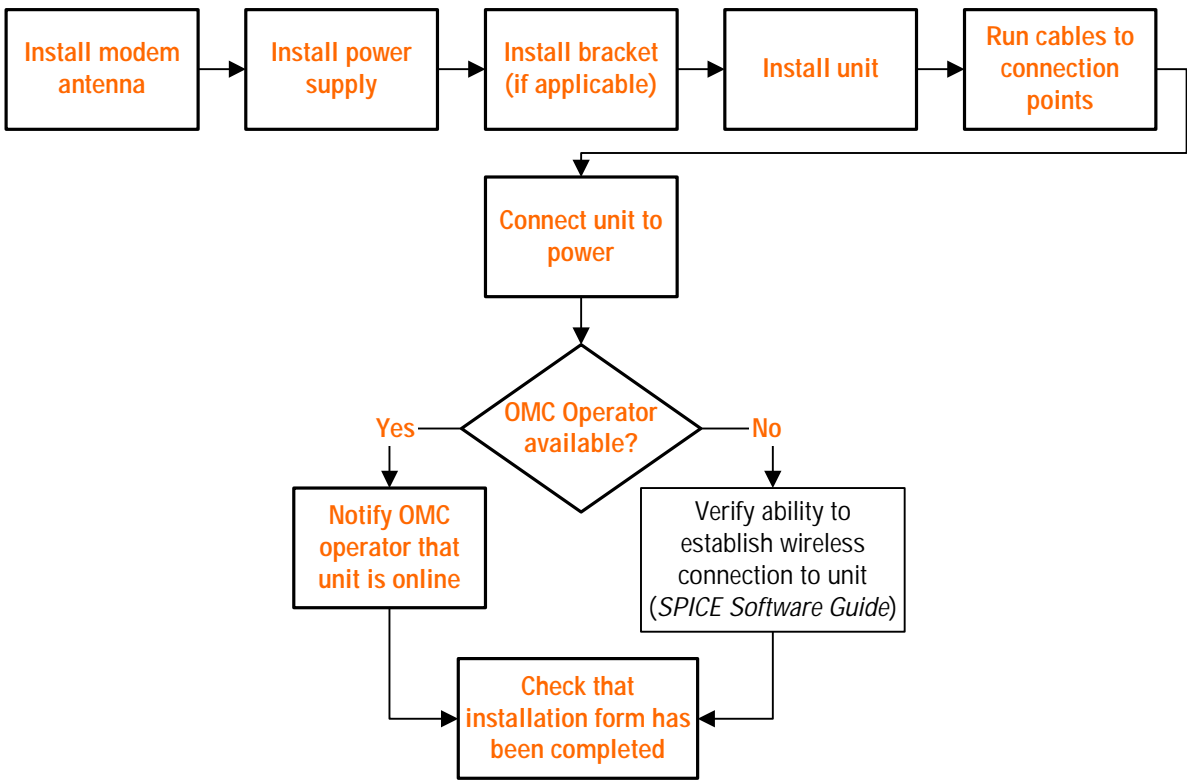 Install modem
antenna
Install power
supply
Install bracket
(if applicable)
Install unit
Run cables to
connection
points
Connect unit to
power
OMC Operator
available?
Yes
No
Notify OMC
operator that
unit is online
Verify ability to
establish wireless
connection to unit
(SPICE Software Guide)
Check that
installation form has
been completed